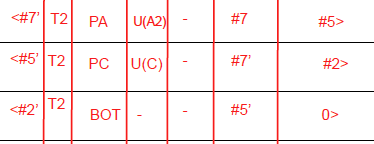 <#7’ T2 PA U(A2) - #7 #5>
<#5’ T2 PC U(C) - #7’ #2>
<#2’ T2 BOT - - #5’ 0>